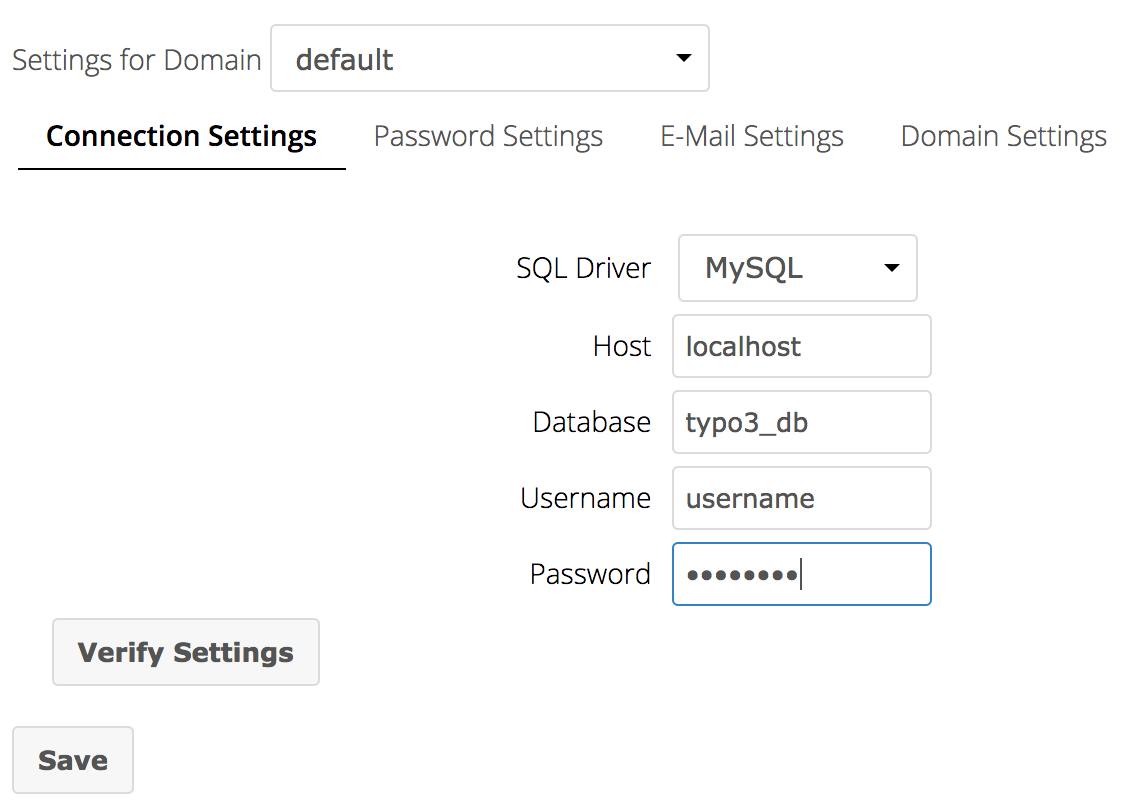 Settings for Domain default
Connection Settings Password Settings E-Mail Settings Domain Settings
SQL Driver MySQL
Host localhost
Database typo3_db
Username username
Password ••••••••
Verify Settings
Save